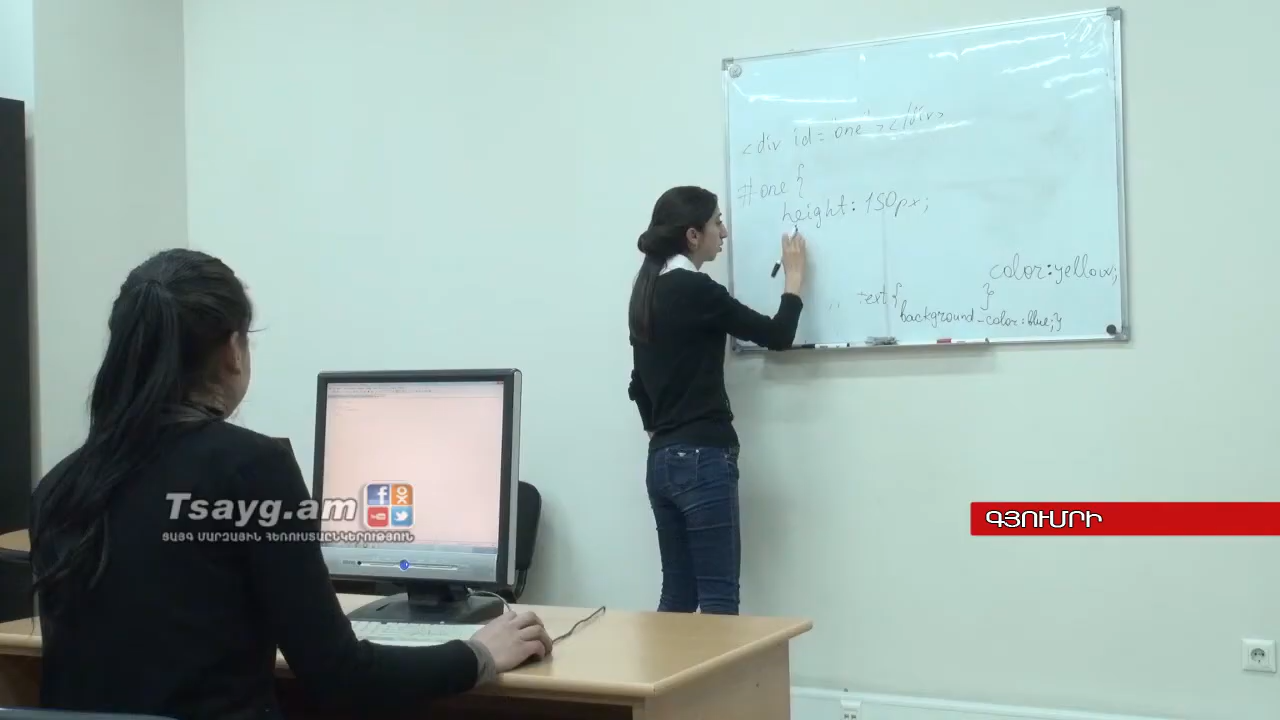 <div id='one'></div>
#one {
height: 150px;
color:yellow;
text{ }
background-color:blue;}
Tsayg.am
ՑԱՅԳ ՄԱՐԶԱՅԻՆ ՀԵՌՈՒՍՏԱԸՆԿԵՐՈՒԹՅՈՒՆ
ԳՅՈՒՄՐԻ